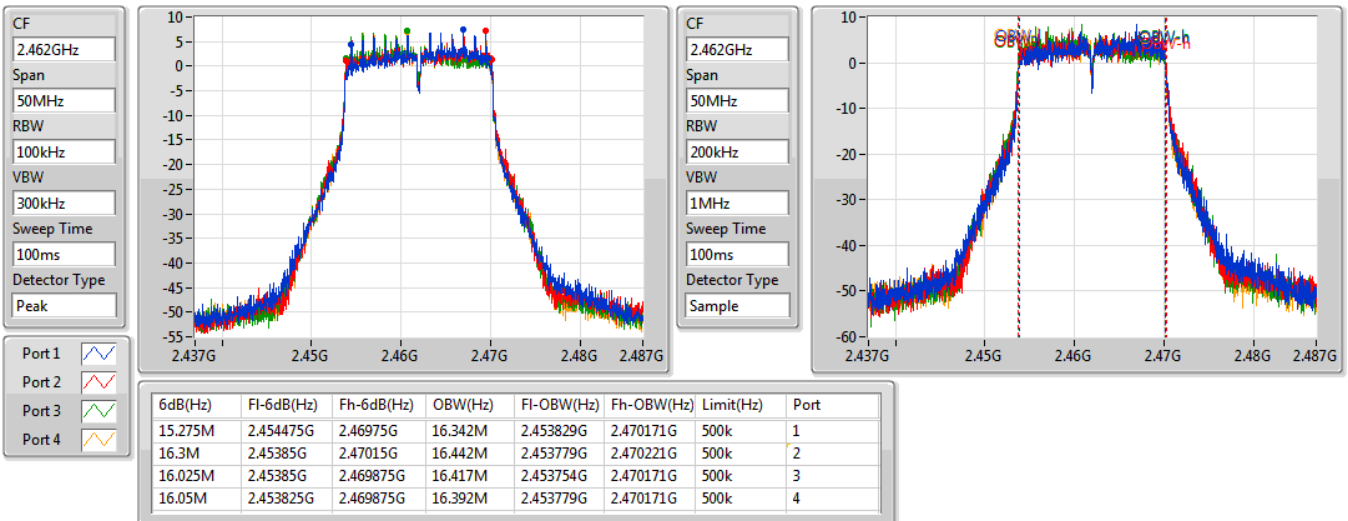 CF
2.462GHz
Span
50MHz
RBW
100kHz
VBW
300kHz
Sweep Time
100ms
Detector Type
Peak
10
5
0
-5
-10
-15
-20
-25
-30
-35
-40
-45
-50
-55
2.437G 2.45G 2.46G 2.47G 2.48G 2.487G
CF
2.462GHz
Span
50MHz
RBW
200kHz
VBW
1MHz
Sweep Time
100ms
Detector Type
Sample
10
0
-10
-20
-30
-40
-50
-60
OBW-h
2.437G 2.45G 2.46G 2.47G 2.48G 2.487G
Port 1
Port 2
Port 3
Port 4
6dB(Hz) Fl-6dB(Hz) Fh-6dB(Hz) OBW(Hz) Fl-OBW(Hz) Fh-OBW(Hz) Limit(Hz) Port
15.275M 2.454475G 2.46975G 16.342M 2.453829G 2.470171G 500k 1
16.3M 2.45385G 2.47015G 16.442M 2.453779G 2.470221G 500k 2
16.025M 2.45385G 2.469875G 16.417M 2.453754G 2.470171G 500k 3
16.05M 2.453825G 2.469875G 16.392M 2.453779G 2.470171G 500k 4